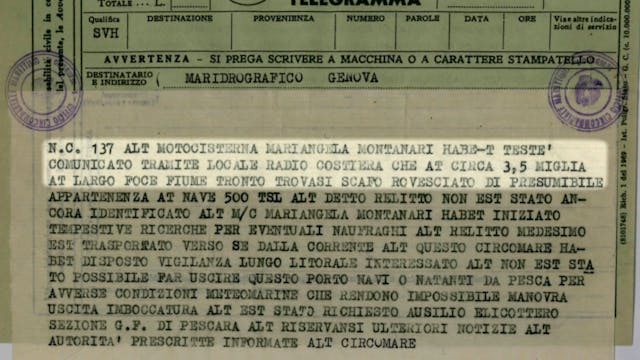 TELEGRAMMA
Qualifica DESTINAZIONE PROVENIENZA NUMERO PAROLE DATA ORE Via e altre indica-
zioni di servizio
SVH
AVVERTENZA - SI PREGA SCRIVERE A MACCHINA O A CARATTERE STAMPATELLO
DESTINATARIO
E INDIRIZZO MARIDROGRAFICO GENOVA
N.C. 137 ALT MOTOCISTERNA MARIANGELA MONTANARI HABE-T TESTE'
COMUNICATO TRAMITE LOCALE RADIO COSTIERA CHE AT CIRCA 3,5 MIGLIA
AT LARGO FOCE FIUME TRONTO TROVASI SCAFO ROVESCIATO DI PRESUMIBILE
APPARTENENZA AT NAVE 500 TSL ALT DETTO RELITTO NON EST STATO AN-
CORA IDENTIFICATO ALT M/C MARIANGELA MONTANARI HABET INIZIATO
TEMPESTIVE RICERCHE PER EVENTUALI NAUFRAGHI ALT RELITTO MEDESIMO
EST TRASPORTATO VERSO SE DALLA CORRENTE ALT QUESTO CIRCOMARE HA-
BET DISPOSTO VIGILANZA LUNGO LITORALE INTERESSATO ALT NON EST STA
TO POSSIBILE FAR USCIRE QUESTO PORTO NAVI O NATANTI DA PESCA PER
AVVERSE CONDIZIONI METEOMARINE CHE RENDONO IMPOSSIBILE MANOVRA
USCITA IMBOCCATURA ALT EST STATO RICHIESTO AUSILIO ELICOTTERO
SEZIONE G.F. DI PESCARA ALT RISERVANSI ULTERIORI NOTIZIE ALT
AUTORITA' PRESCRITTE INFORMATE ALT CIRCOMARE